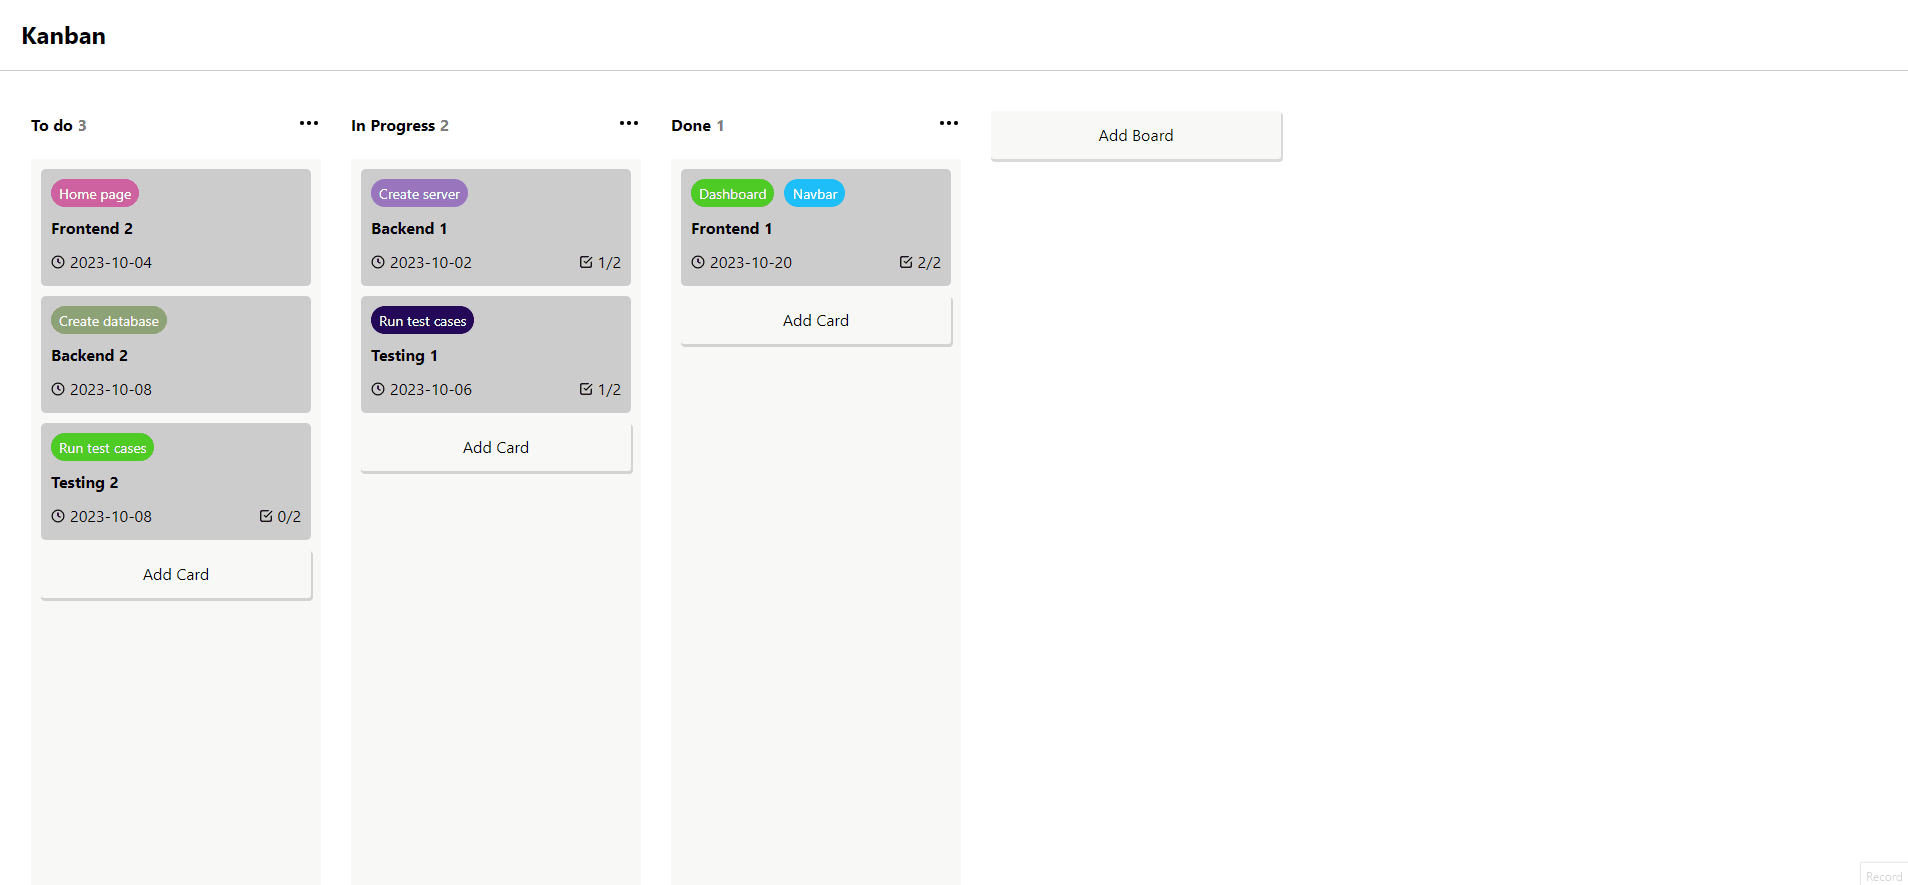 Kanban
To do 3
Home page
Frontend 2
2023-10-04
Create database
Backend 2
2023-10-08
Run test cases
Testing 2
2023-10-08 0/2
Add Card
In Progress 2
Create server
Backend 1
2023-10-02 1/2
Run test cases
Testing 1
2023-10-06 1/2
Add Card
Done 1
Dashboard Navbar
Frontend 1
2023-10-20 2/2
Add Card
Add Board
Record